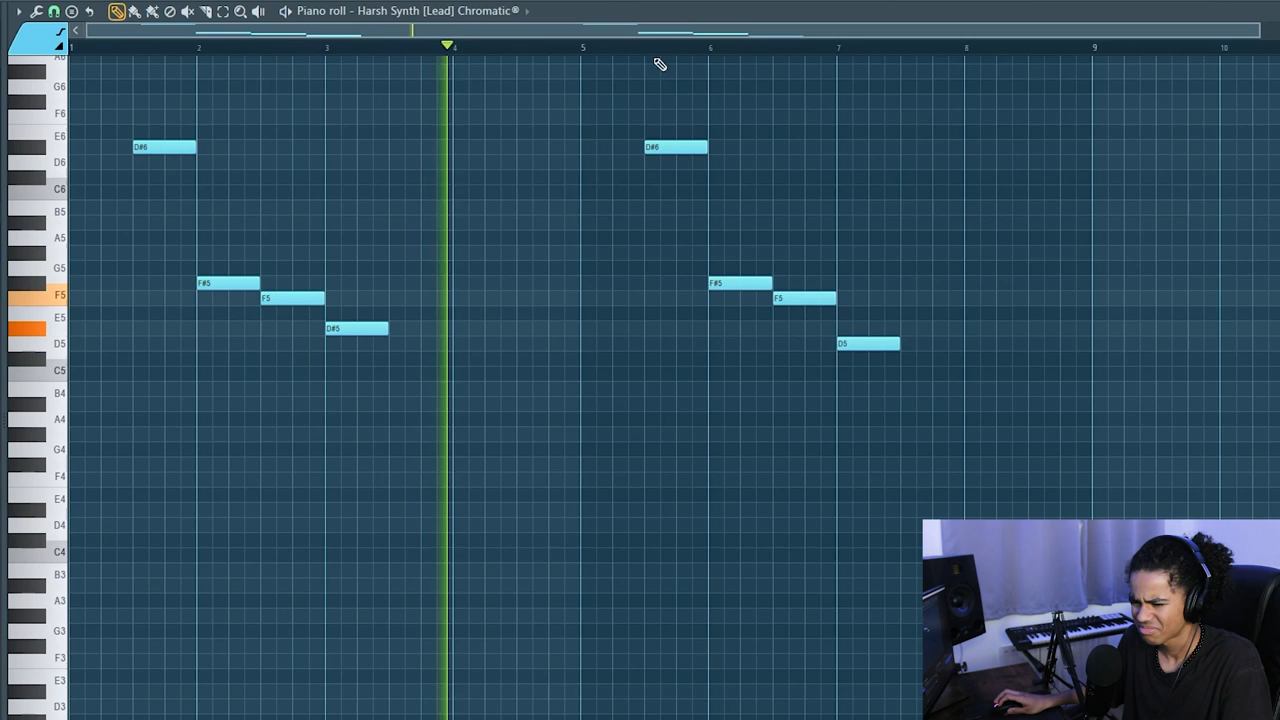 Piano roll - Harsh Synth [Lead] Chromatic°
1 2 3 4 5 6 7 8 9 10
A6
G6
F6
E6
D#6 D#6
D6
C6
B5
A5
G5
F#5 F#5
F5 F5 F5
E5
D#5
D5 D5
C5
B4
A4
G4
F4
E4
D4
C4
B3
A3
G3
F3
E3
D3